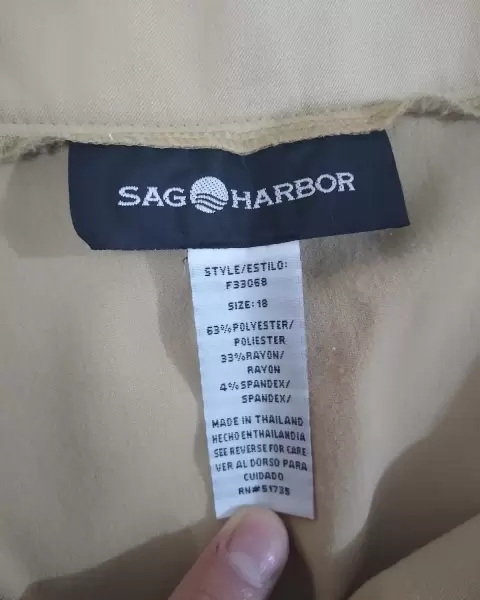 SAG HARBOR
STYLE/ESTILO:
F33068
SIZE: 18
63%POLYESTER/
POLIESTER
33%RAYON/
RAYON
4%SPANDEX/
SPANDEX/
MADE IN THAILAND
HECHO EN THAILANDIA
SEE REVERSE FOR CARE
VER AL DORSO PARA
CUIDADO
RN#51735